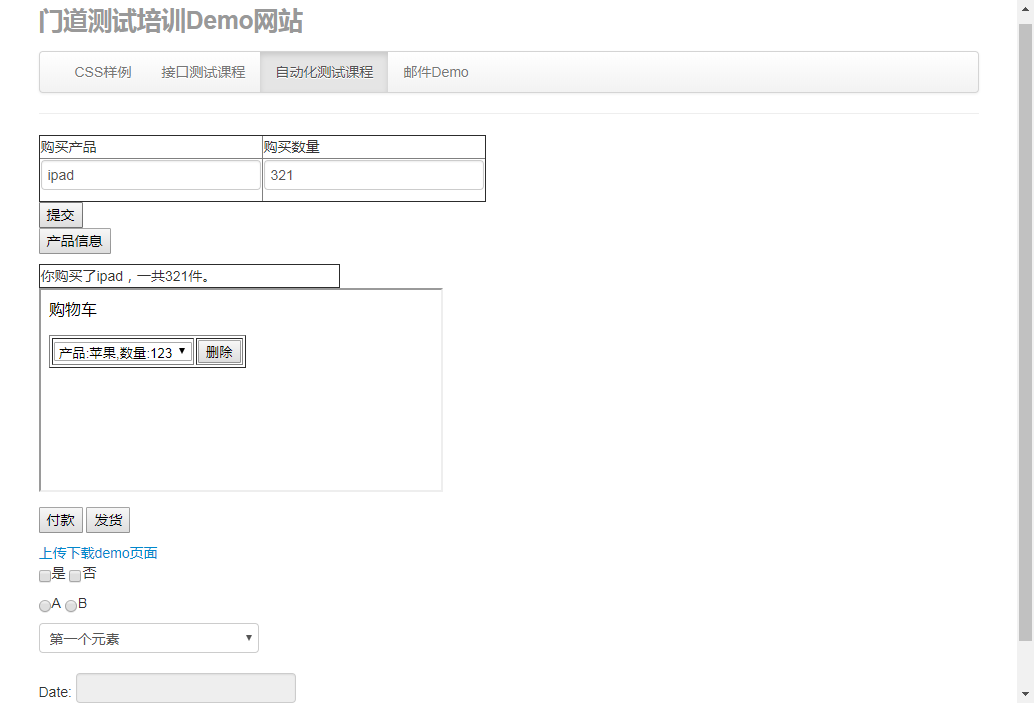 门道测试培训Demo网站
CSS样例 接口测试课程 自动化测试课程 邮件Demo
购买产品 购买数量
ipad 321
提交
产品信息
你购买了ipad，一共321件。
购物车
产品:苹果,数量:123 删除
付款 发货
上传下载demo页面
是 否
A B
第一个元素
Date: